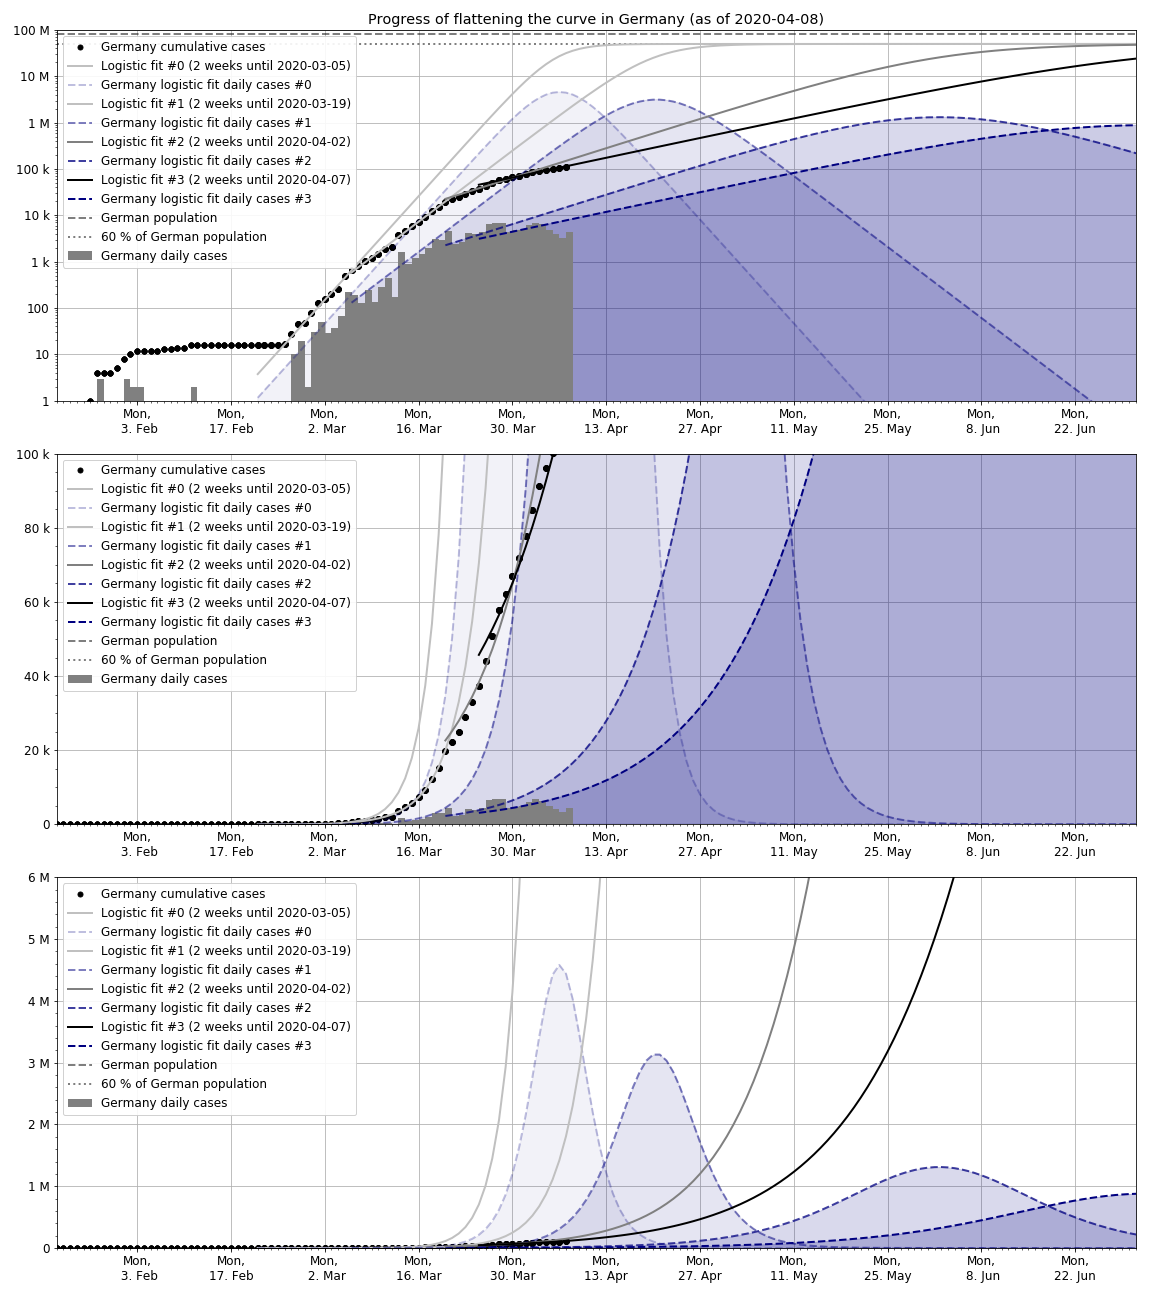 Progress of flattening the curve in Germany (as of 2020-04-08)
100 M
10 M
1 M
100 k
10 k
1 k
100
10
1
Germany cumulative cases
Logistic fit #0 (2 weeks until 2020-03-05)
Germany logistic fit daily cases #0
Logistic fit #1 (2 weeks until 2020-03-19)
Germany logistic fit daily cases #1
Logistic fit #2 (2 weeks until 2020-04-02)
Germany logistic fit daily cases #2
Logistic fit #3 (2 weeks until 2020-04-07)
Germany logistic fit daily cases #3
German population
60 % of German population
Germany daily cases
Mon, Mon, Mon, Mon, Mon, Mon, Mon, Mon, Mon, Mon, Mon,
3. Feb 17. Feb 2. Mar 16. Mar 30. Mar 13. Apr 27. Apr 11. May 25. May 8. Jun 22. Jun
100 k
80 k
60 k
40 k
20 k
0
Germany cumulative cases
Logistic fit #0 (2 weeks until 2020-03-05)
Germany logistic fit daily cases #0
Logistic fit #1 (2 weeks until 2020-03-19)
Germany logistic fit daily cases #1
Logistic fit #2 (2 weeks until 2020-04-02)
Germany logistic fit daily cases #2
Logistic fit #3 (2 weeks until 2020-04-07)
Germany logistic fit daily cases #3
German population
60 % of German population
Germany daily cases
Mon, Mon, Mon, Mon, Mon, Mon, Mon, Mon, Mon, Mon, Mon,
3. Feb 17. Feb 2. Mar 16. Mar 30. Mar 13. Apr 27. Apr 11. May 25. May 8. Jun 22. Jun
6 M
5 M
4 M
3 M
2 M
1 M
0
Germany cumulative cases
Logistic fit #0 (2 weeks until 2020-03-05)
Germany logistic fit daily cases #0
Logistic fit #1 (2 weeks until 2020-03-19)
Germany logistic fit daily cases #1
Logistic fit #2 (2 weeks until 2020-04-02)
Germany logistic fit daily cases #2
Logistic fit #3 (2 weeks until 2020-04-07)
Germany logistic fit daily cases #3
German population
60 % of German population
Germany daily cases
Mon, Mon, Mon, Mon, Mon, Mon, Mon, Mon, Mon, Mon, Mon,
3. Feb 17. Feb 2. Mar 16. Mar 30. Mar 13. Apr 27. Apr 11. May 25. May 8. Jun 22. Jun